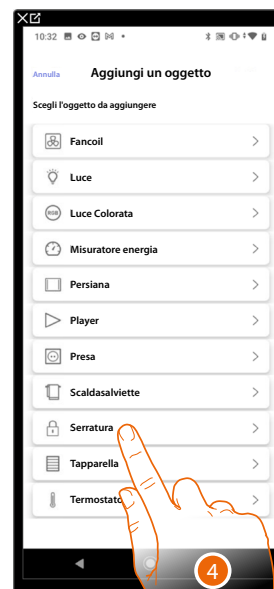 10:32
Annulla Aggiungi un oggetto
Scegli l'oggetto da aggiungere
Fancoil
Luce
RGB Luce Colorata
Misuratore energia
Persiana
Player
Presa
Scaldasalviette
Serratura
Tapparella
Termostato
4